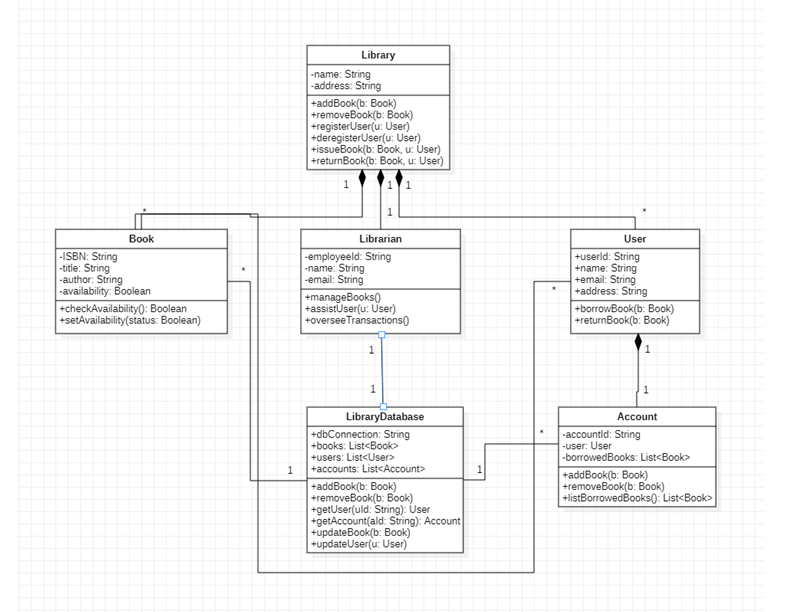 Library
-name: String
-address: String
+addBook(b: Book)
+removeBook(b: Book)
+registerUser(u: User)
+deregisterUser(u: User)
+issueBook(b: Book, u: User)
+returnBook(b: Book, u: User)
1
1
1
*
1
*
Book
-ISBN: String
-title: String
-author: String
-availability: Boolean
+checkAvailability(): Boolean
+setAvailability(status: Boolean)
*
Librarian
-employeeId: String
-name: String
-email: String
+manageBooks()
+assistUser(u: User)
+overseeTransactions()
User
+userId: String
+name: String
+email: String
+address: String
+borrowBook(b: Book)
+returnBook(b: Book)
*
1
1
1
1
LibraryDatabase
+dbConnection: String
+books: List<Book>
+users: List<User>
+accounts: List<Account>
+addBook(b: Book)
+removeBook(b: Book)
+getUser(uId: String): User
+getAccount(aId: String): Account
+updateBook(b: Book)
+updateUser(u: User)
1
1
*
Account
-accountId: String
-user: User
-borrowedBooks: List<Book>
+addBook(b: Book)
+removeBook(b: Book)
+listBorrowedBooks(): List<Book>